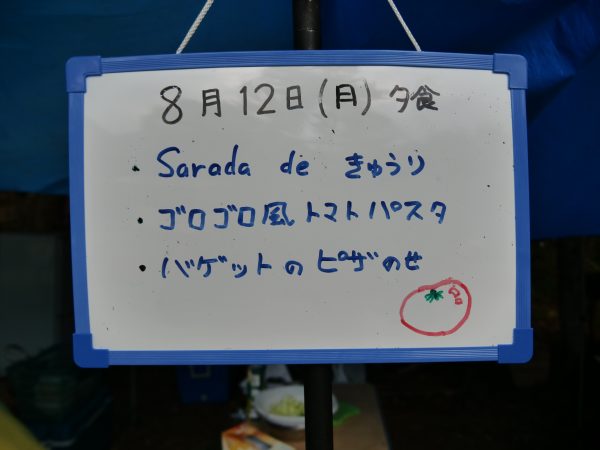 8月12日(月)夕食
・Sarada de きゅうり
・ゴロゴロ風トマトパスタ
・バゲットのピザのせ